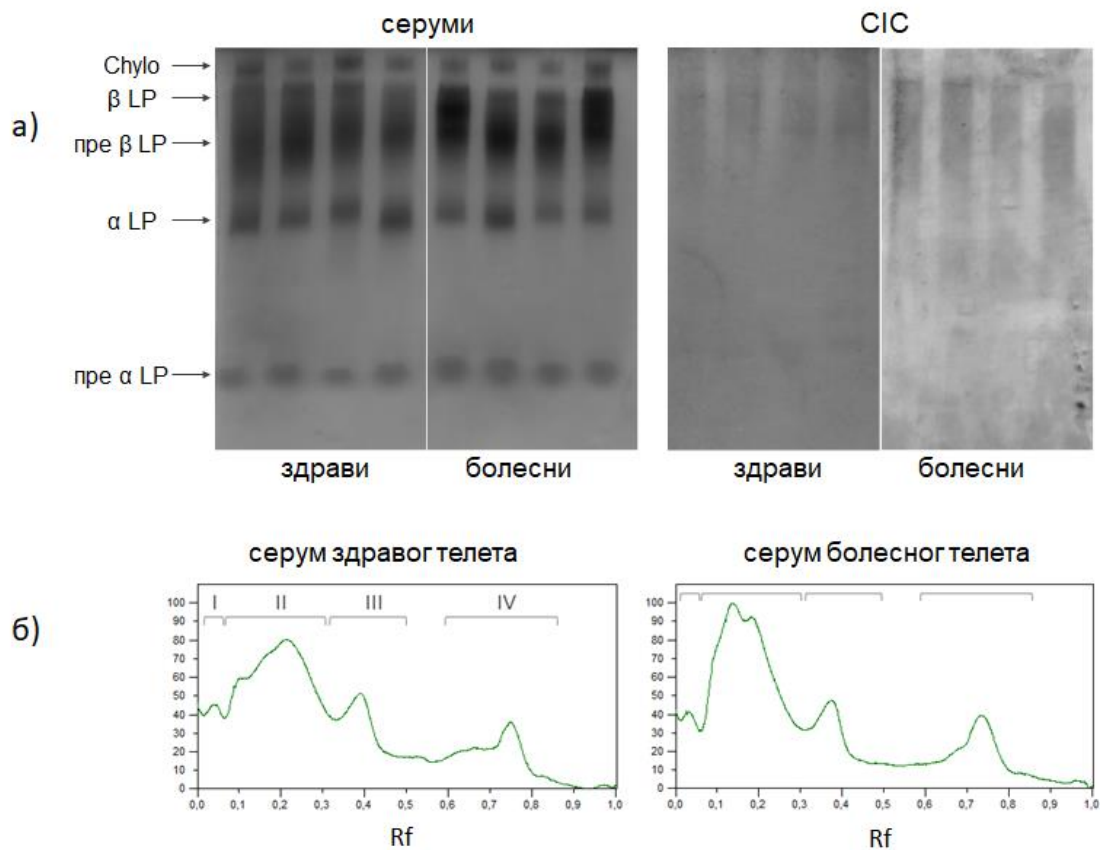 серуми
CIC
а)
Chylo
β LP
пре β LP
α LP
пре α LP
здрави
болесни
здрави
болесни
б)
серум здравог телета
I II III IV
100
90
80
70
60
50
40
30
20
10
0
0,0 0,1 0,2 0,3 0,4 0,5 0,6 0,7 0,8 0,9 1,0
Rf
серум болесног телета
100
90
80
70
60
50
40
30
20
10
0
0,0 0,1 0,2 0,3 0,4 0,5 0,6 0,7 0,8 0,9 1,0
Rf